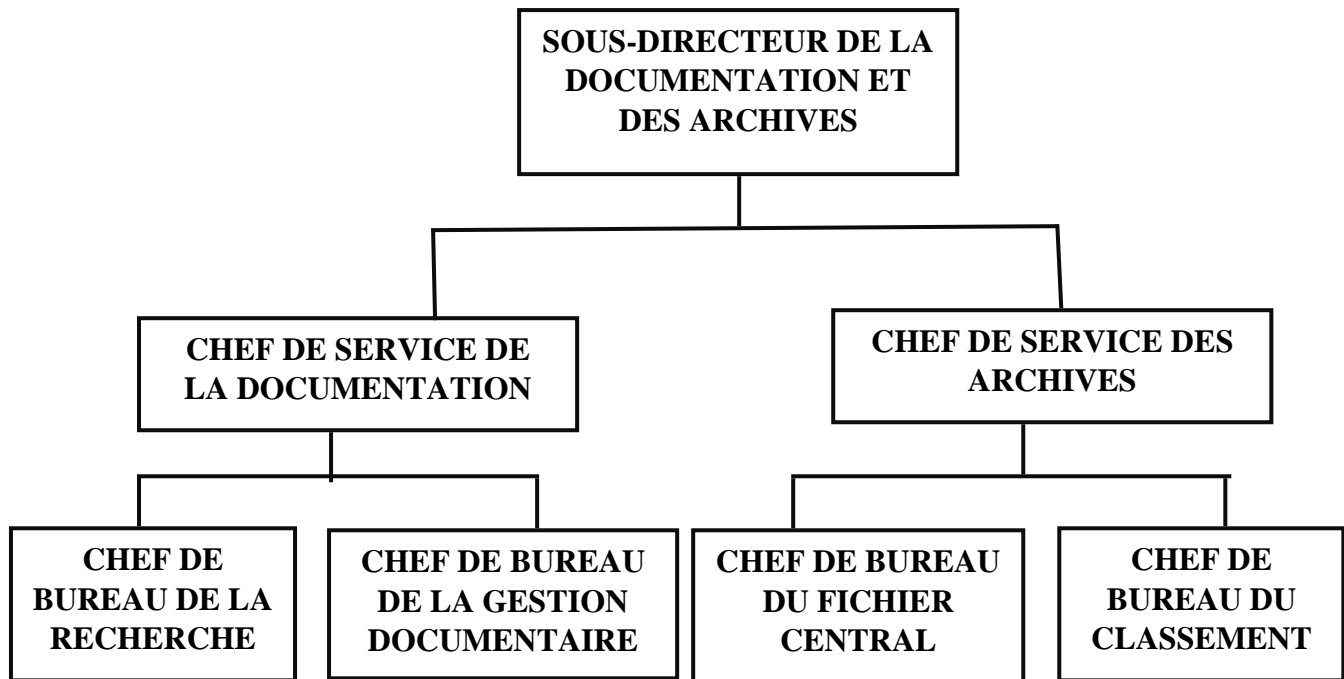 SOUS-DIRECTEUR DE LA
DOCUMENTATION ET
DES ARCHIVES
CHEF DE SERVICE DE
LA DOCUMENTATION
CHEF DE SERVICE DES
ARCHIVES
CHEF DE
BUREAU DE LA
RECHERCHE
CHEF DE BUREAU
DE LA GESTION
DOCUMENTAIRE
CHEF DE BUREAU
DU FICHIER
CENTRAL
CHEF DE
BUREAU DU
CLASSEMENT